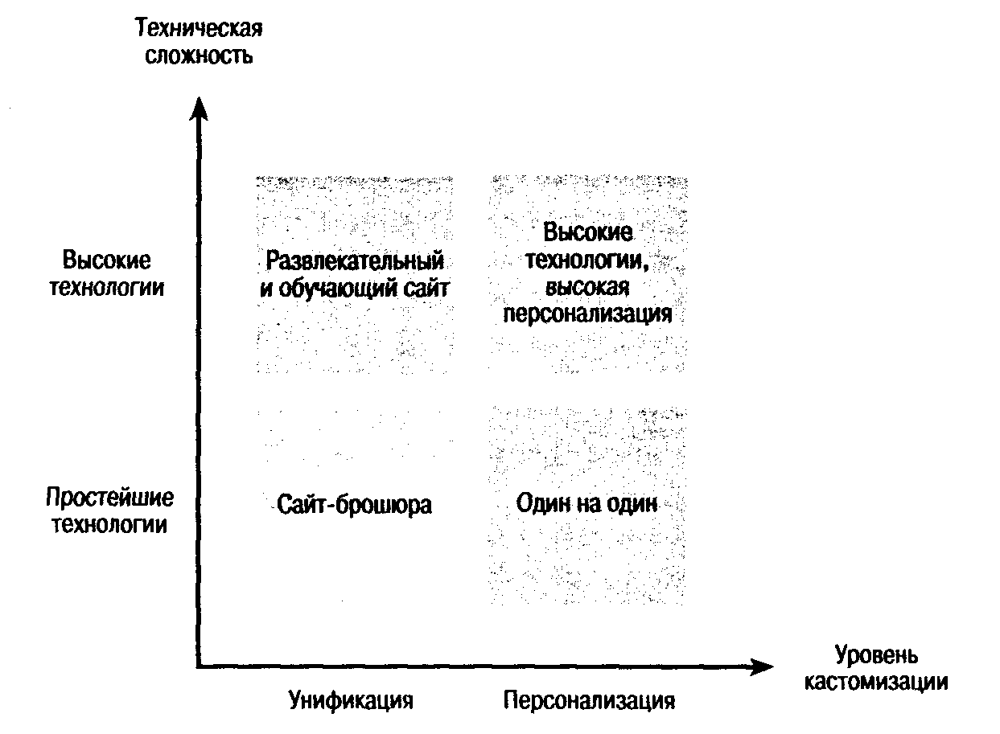 Техническая
сложность
Высокие
технологии
Развлекательный
и обучающий сайт
Высокие
технологии,
высокая
персонализация
Простейшие
технологии
Сайт-брошюра
Один на один
Уровень
кастомизации
Унификация
Персонализация